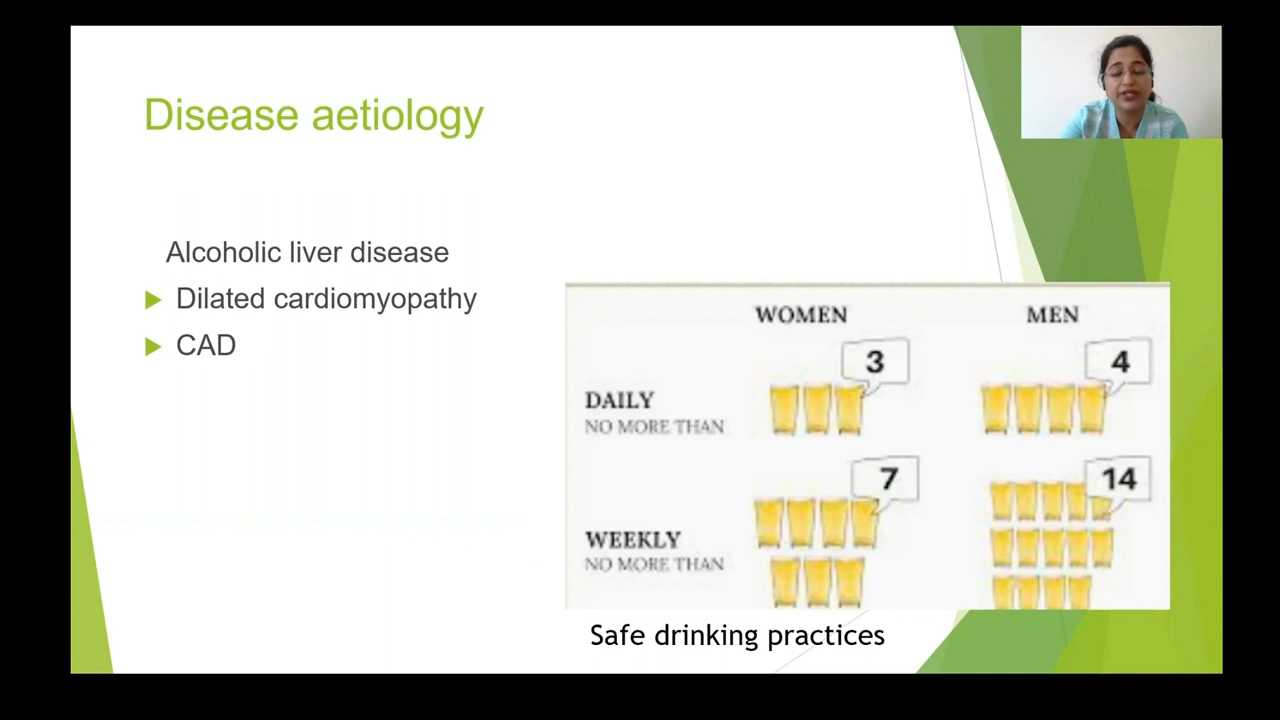 Disease aetiology
Alcoholic liver disease
Dilated cardiomyopathy
CAD
WOMEN MEN
3 4
DAILY
NO MORE THAN
7 14
WEEKLY
NO MORE THAN
Safe drinking practices